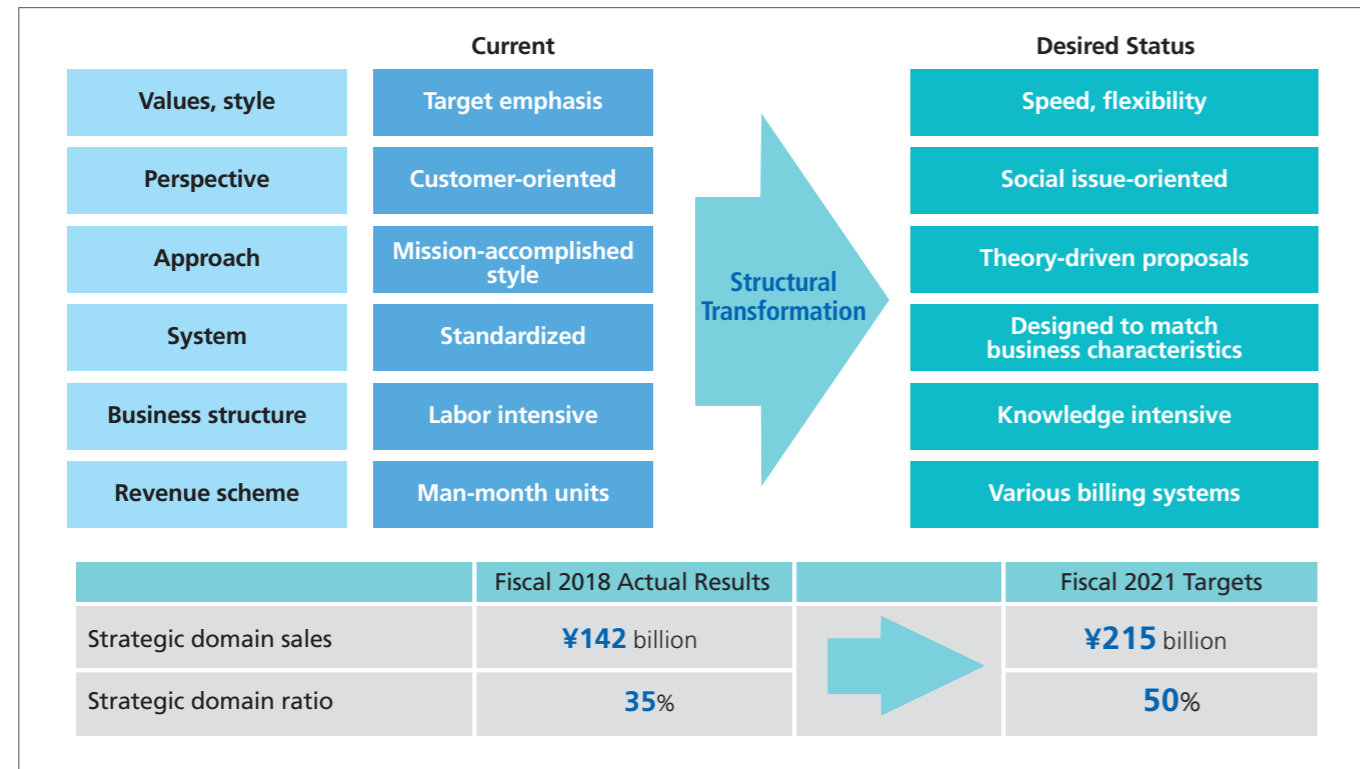 Current
Desired Status
Values, style
Target emphasis
Speed, flexibility
Perspective
Customer-oriented
Social issue-oriented
Approach
Mission-accomplished
style
Theory-driven proposals
Structural
Transformation
System
Standardized
Designed to match
business characteristics
Business structure
Labor intensive
Knowledge intensive
Revenue scheme
Man-month units
Various billing systems
Fiscal 2018 Actual Results
Fiscal 2021 Targets
Strategic domain sales
¥142 billion
¥215 billion
Strategic domain ratio
35%
50%